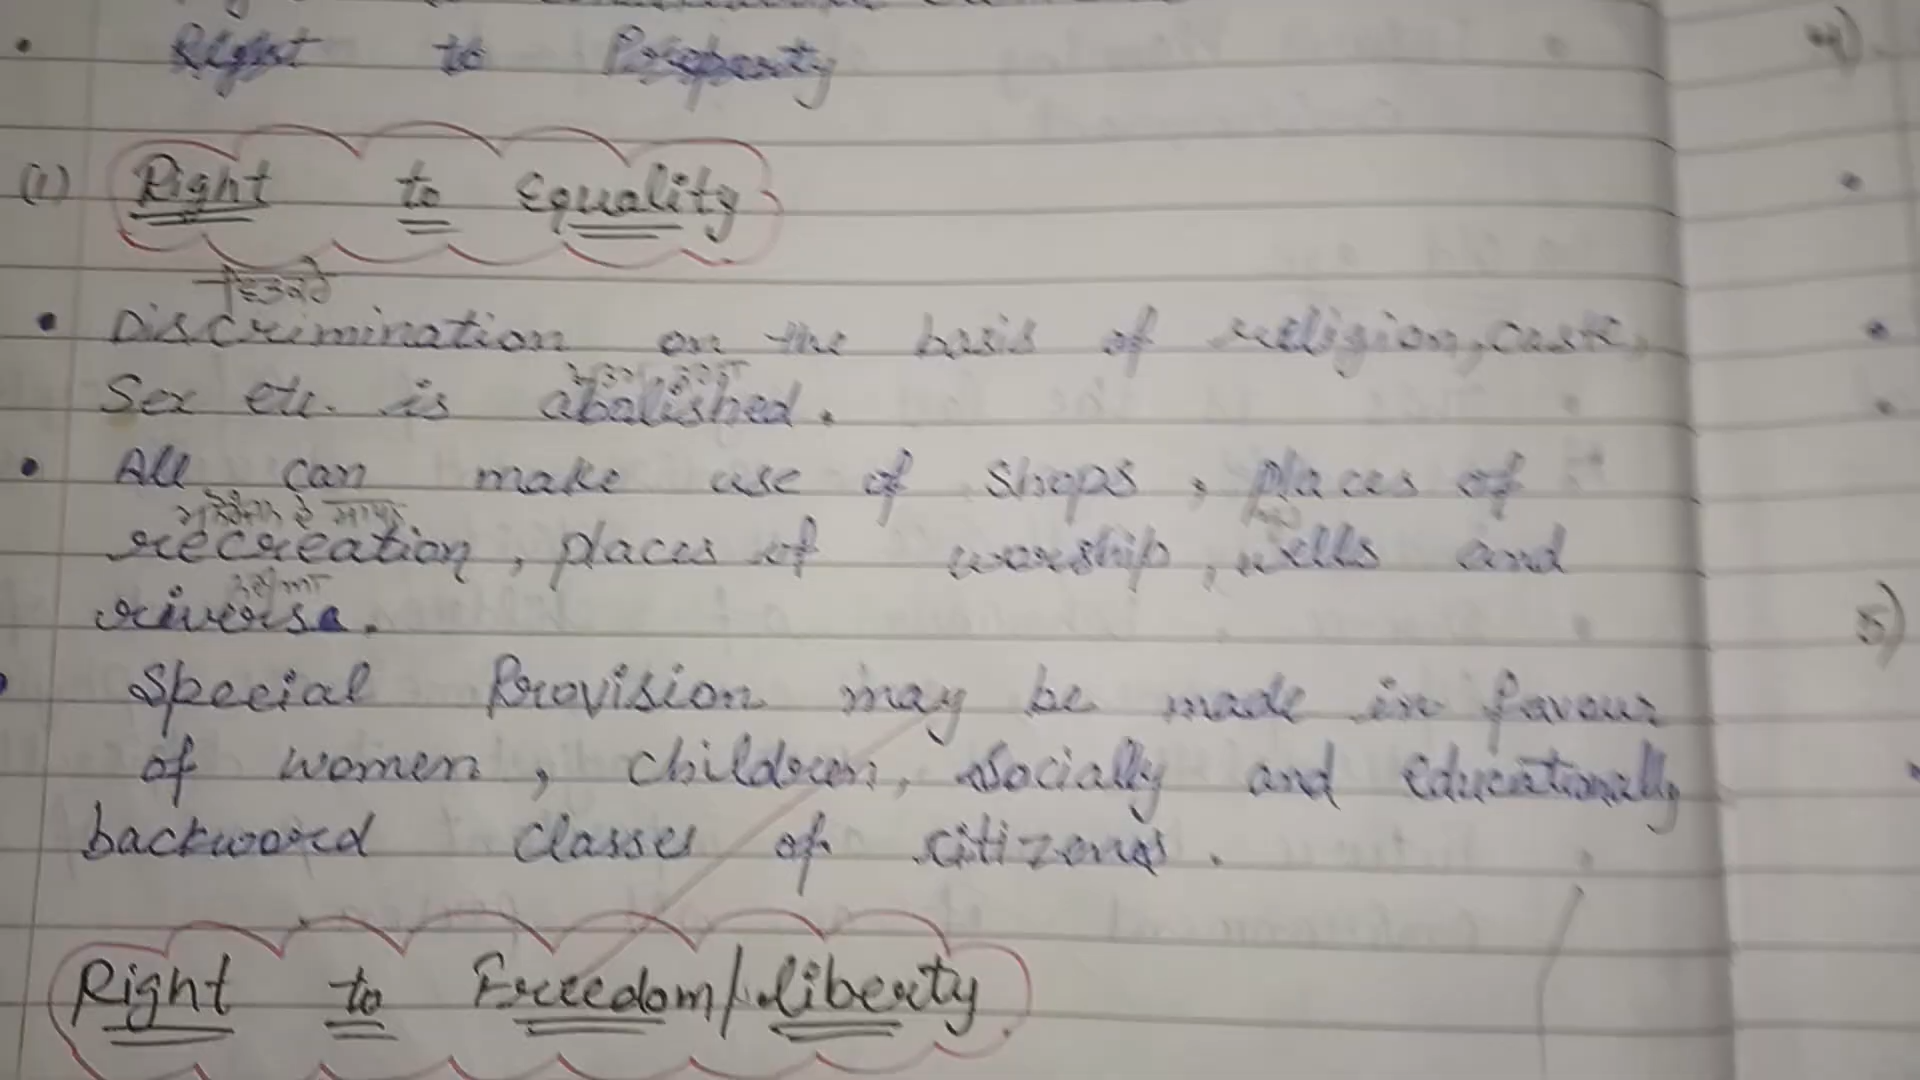 Right to Property
(1) Right to Equality
Discrimination on the basis of religion, caste,
Sex etc. is abolished.
All can make use of Shops, places of
recreation, places of worship, wells and
rivers.
Special Provision may be made in favour
of women, children, socially and educationally
backword classes of citizens.
Right to Freedom/liberty
4)
5)